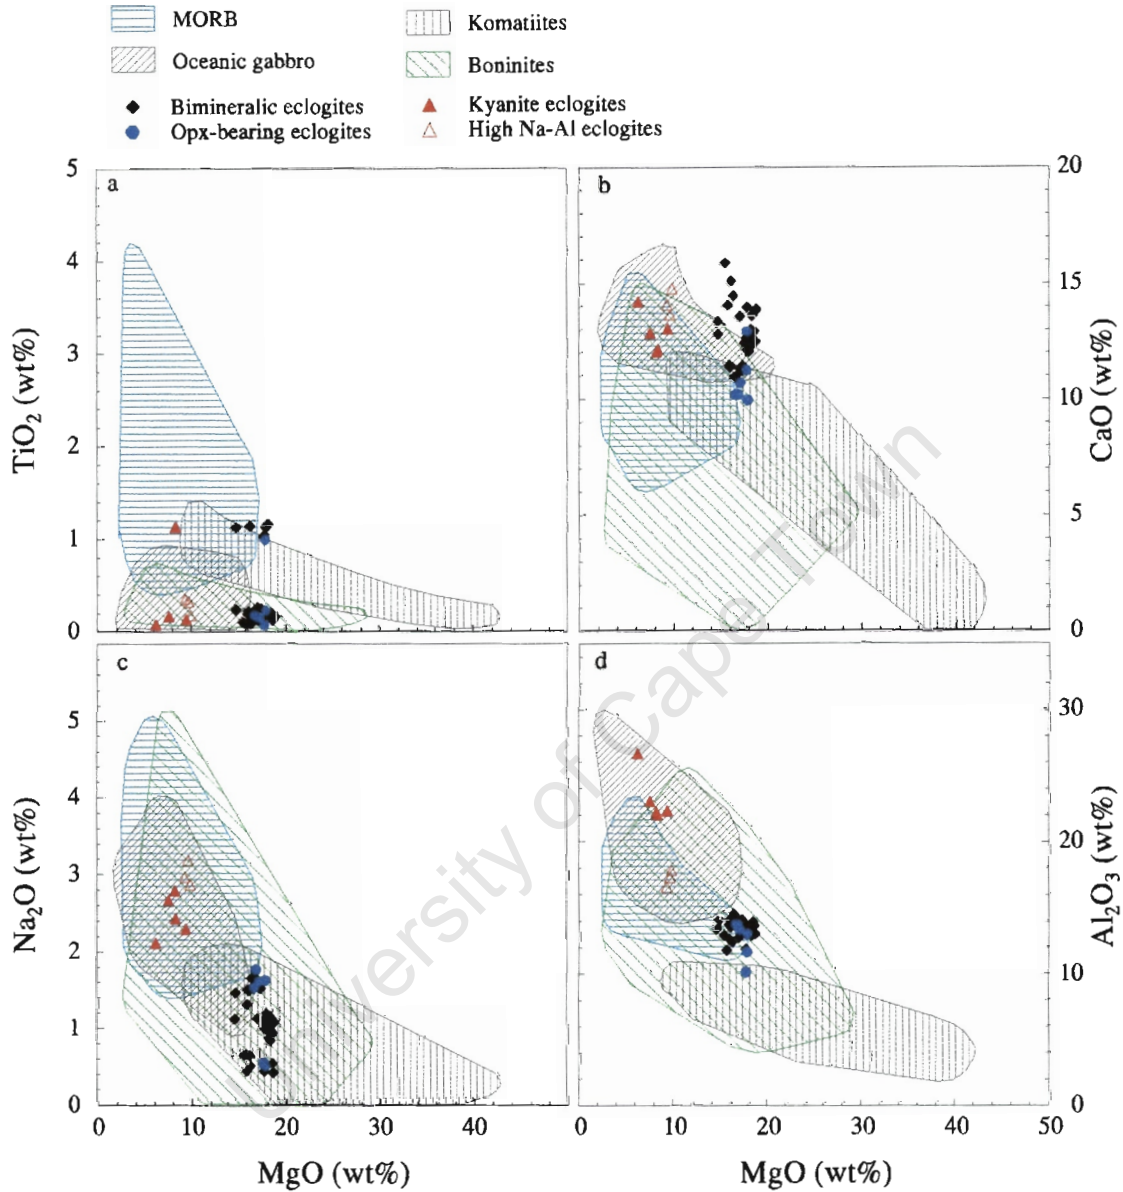 MORB
Komatiites
Oceanic gabbro
Boninites
Bimineralic eclogites
Kyanite eclogites
Opx-bearing eclogites
High Na-Al eclogites
5
a
b
20
4
15
3
TiO2 (wt%)
CaO (wt%)
10
2
5
1
0
0
c
d
5
30
4
20
3
Na2O (wt%)
Al2O3 (wt%)
2
10
1
0
0
0 10 20 30 40
0 10 20 30 40 50
MgO (wt%)
MgO (wt%)
University of Cape Town